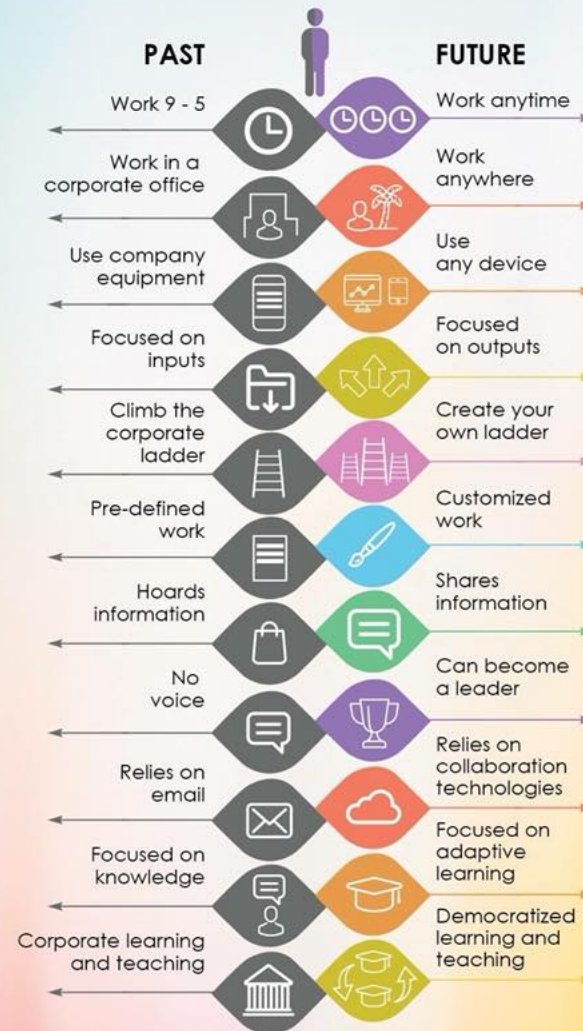 PAST
FUTURE
Work 9 - 5
Work anytime
Work in a
corporate office
Work
anywhere
Use company
equipment
Use
any device
Focused on
inputs
Focused
on outputs
Climb the
corporate
ladder
Create your
own ladder
Pre-defined
work
Customized
work
Hoards
information
Shares
information
No
voice
Can become
a leader
Relies on
email
Relies on
collaboration
technologies
Focused on
knowledge
Focused on
adaptive
learning
Corporate learning
and teaching
Democratized
learning and
teaching